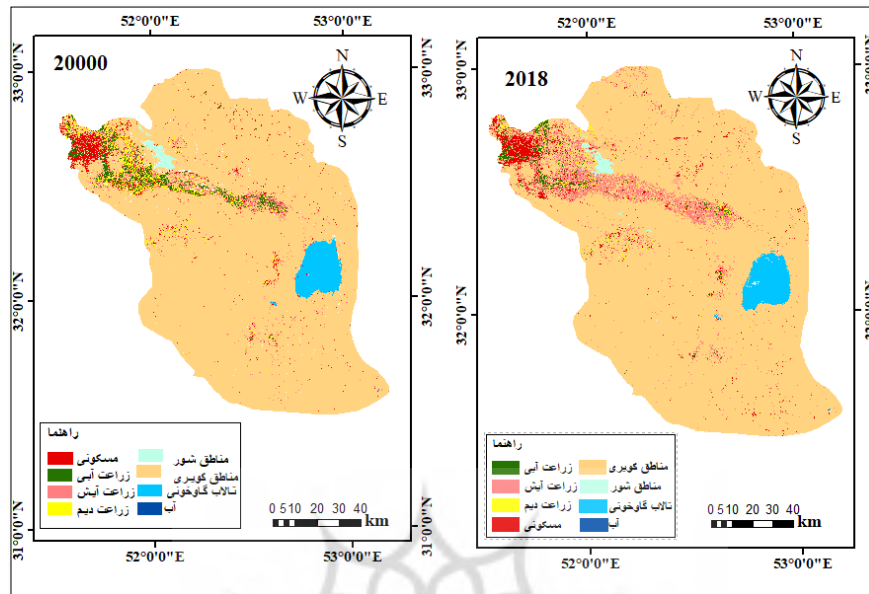 52°0'0"E 53°0'0"E
33°0'0"N
20000
N
W E
S
32°0'0"N
راهنما
مسکونی
زراعت آبی
زراعت آیش
زراعت دیم
مناطق شور
مناطق کویری
تالاب گاوخونی
آب
0 5 10 20 30 40
km
31°0'0"N
52°0'0"E 53°0'0"E
33°0'0"N
32°0'0"N
31°0'0"N
52°0'0"E 53°0'0"E
33°0'0"N
2018
N
W E
S
32°0'0"N
راهنما
زراعت آبی
زراعت آیش
زراعت دیم
مسکونی
مناطق کویری
مناطق شور
تالاب گاوخونی
آب
0 5 10 20 30 40
km
31°0'0"N
52°0'0"E 53°0'0"E